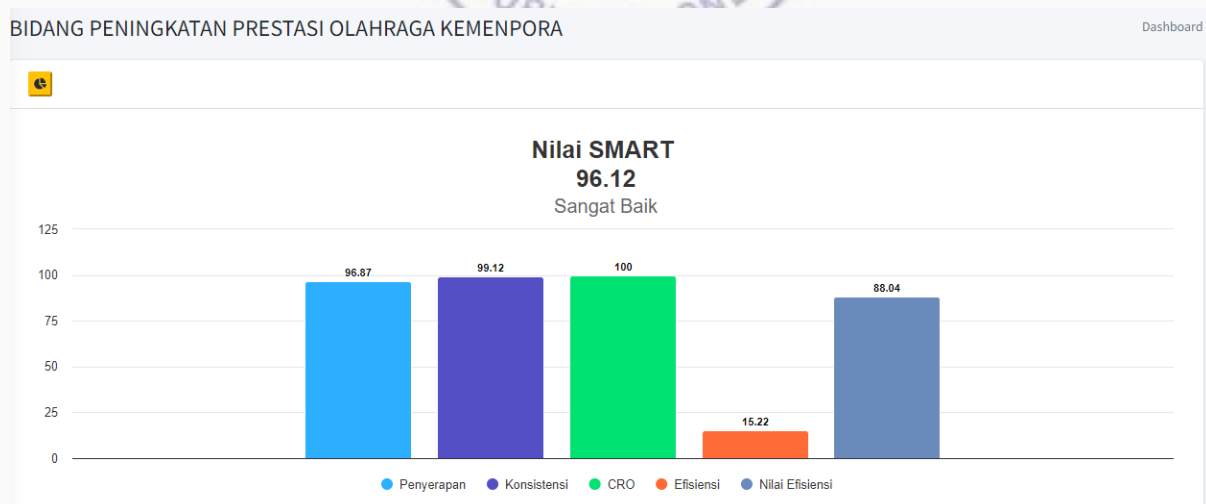 BIDANG PENINGKATAN PRESTASI OLAHRAGA KEMENPORA
Dashboard
Nilai SMART
96.12
Sangat Baik
125
100
75
50
25
0
96.87
99.12
100
15.22
88.04
Penyerapan Konsistensi CRO Efisiensi Nilai Efisiensi